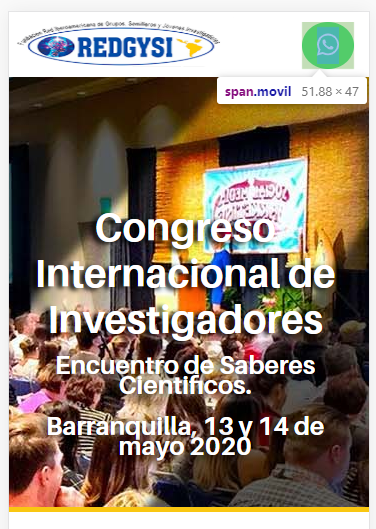 Fundación Red Iberoamericana de Grupos, Semilleros y Jóvenes Investigadores
REDGYSI
span.movil 51.88 × 47
Congreso
Internacional de
Investigadores
Encuentro de Saberes
Cientificos.
Barranquilla, 13 y 14 de
mayo 2020